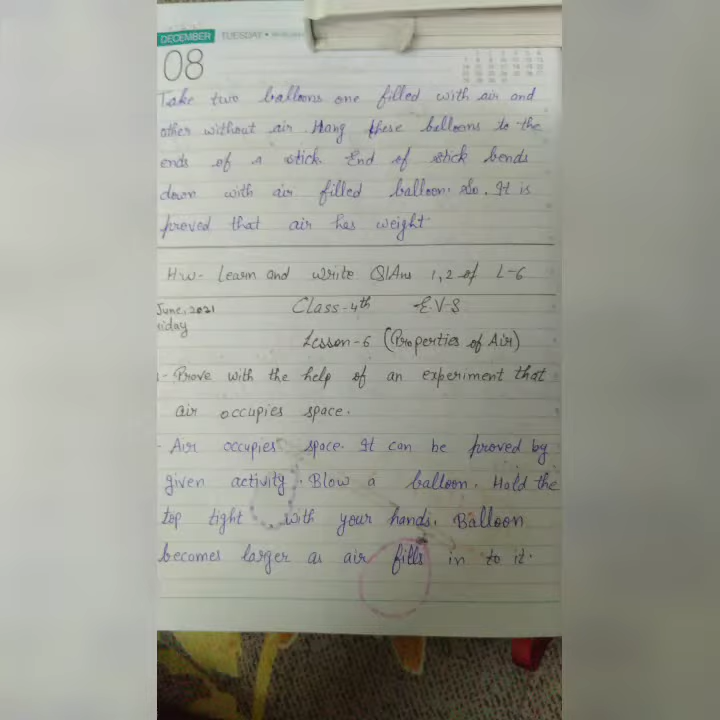 DECEMBER TUESDAY
08
Take two balloons one filled with air and
other without air. Hang these balloons to the
ends of a stick. End of stick bends
down with air filled balloon. So. It is
proved that air has weight.
H.w- Learn and write Q/Ans 1,2 of L-6
June, 2021 Class-4th E.V.S
riday
Lesson-6 (Properties of Air)
- Prove with the help of an experiment that
air occupies space.
- Air occupies space. It can be proved by
given activity. Blow a balloon. Hold the
top tight with your hands. Balloon
becomes larger as air fills in to it.